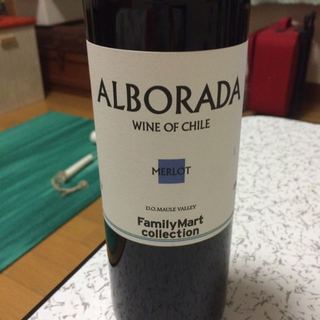 ALBORADA
WINE OF CHILE
MERLOT
D.O. MAULE VALLEY
FamilyMart
collection